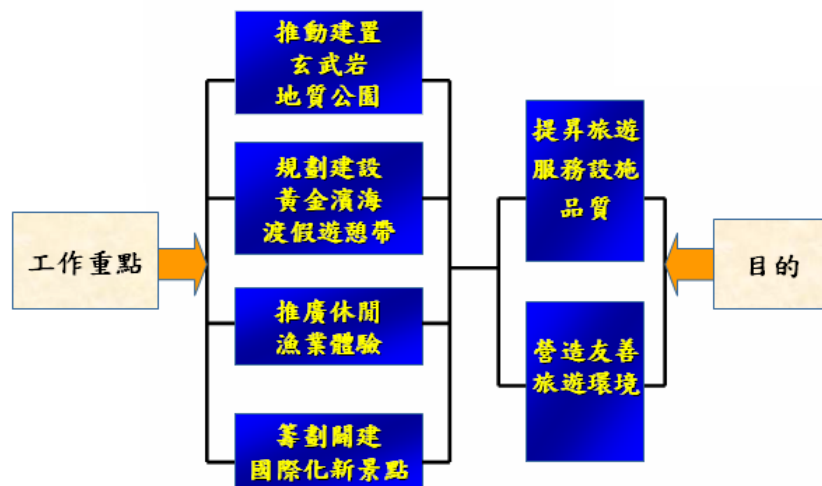 工作重點
推動建置
玄武岩
地質公園
規劃建設
黃金濱海
渡假遊憩帶
推廣休閒
漁業體驗
籌劃闢建
國際化新景點
提昇旅遊
服務設施
品質
營造友善
旅遊環境
目的